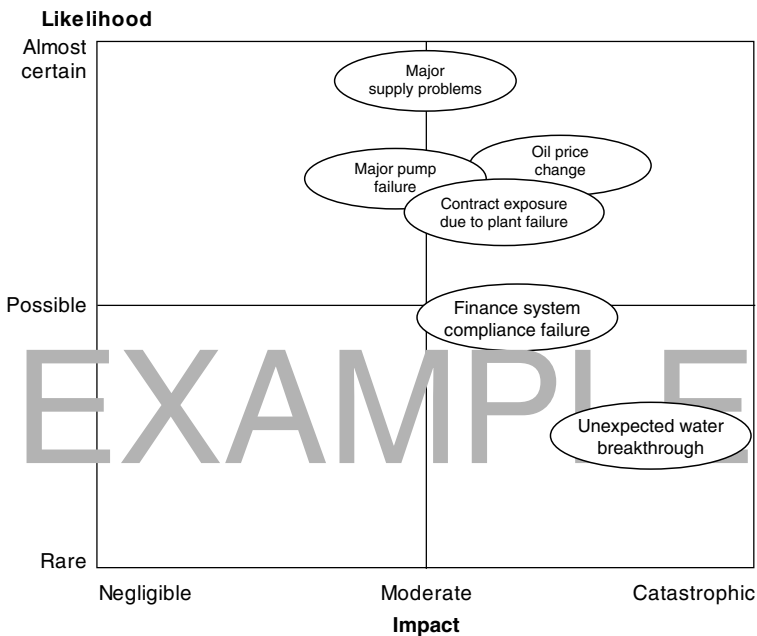 Likelihood
Almost
certain
Major
supply problems
Oil price
change
Major pump
failure
Contract exposure
due to plant failure
Possible
Finance system
compliance failure
EXAMPLE
Unexpected water
breakthrough
Rare
Negligible
Moderate
Catastrophic
Impact